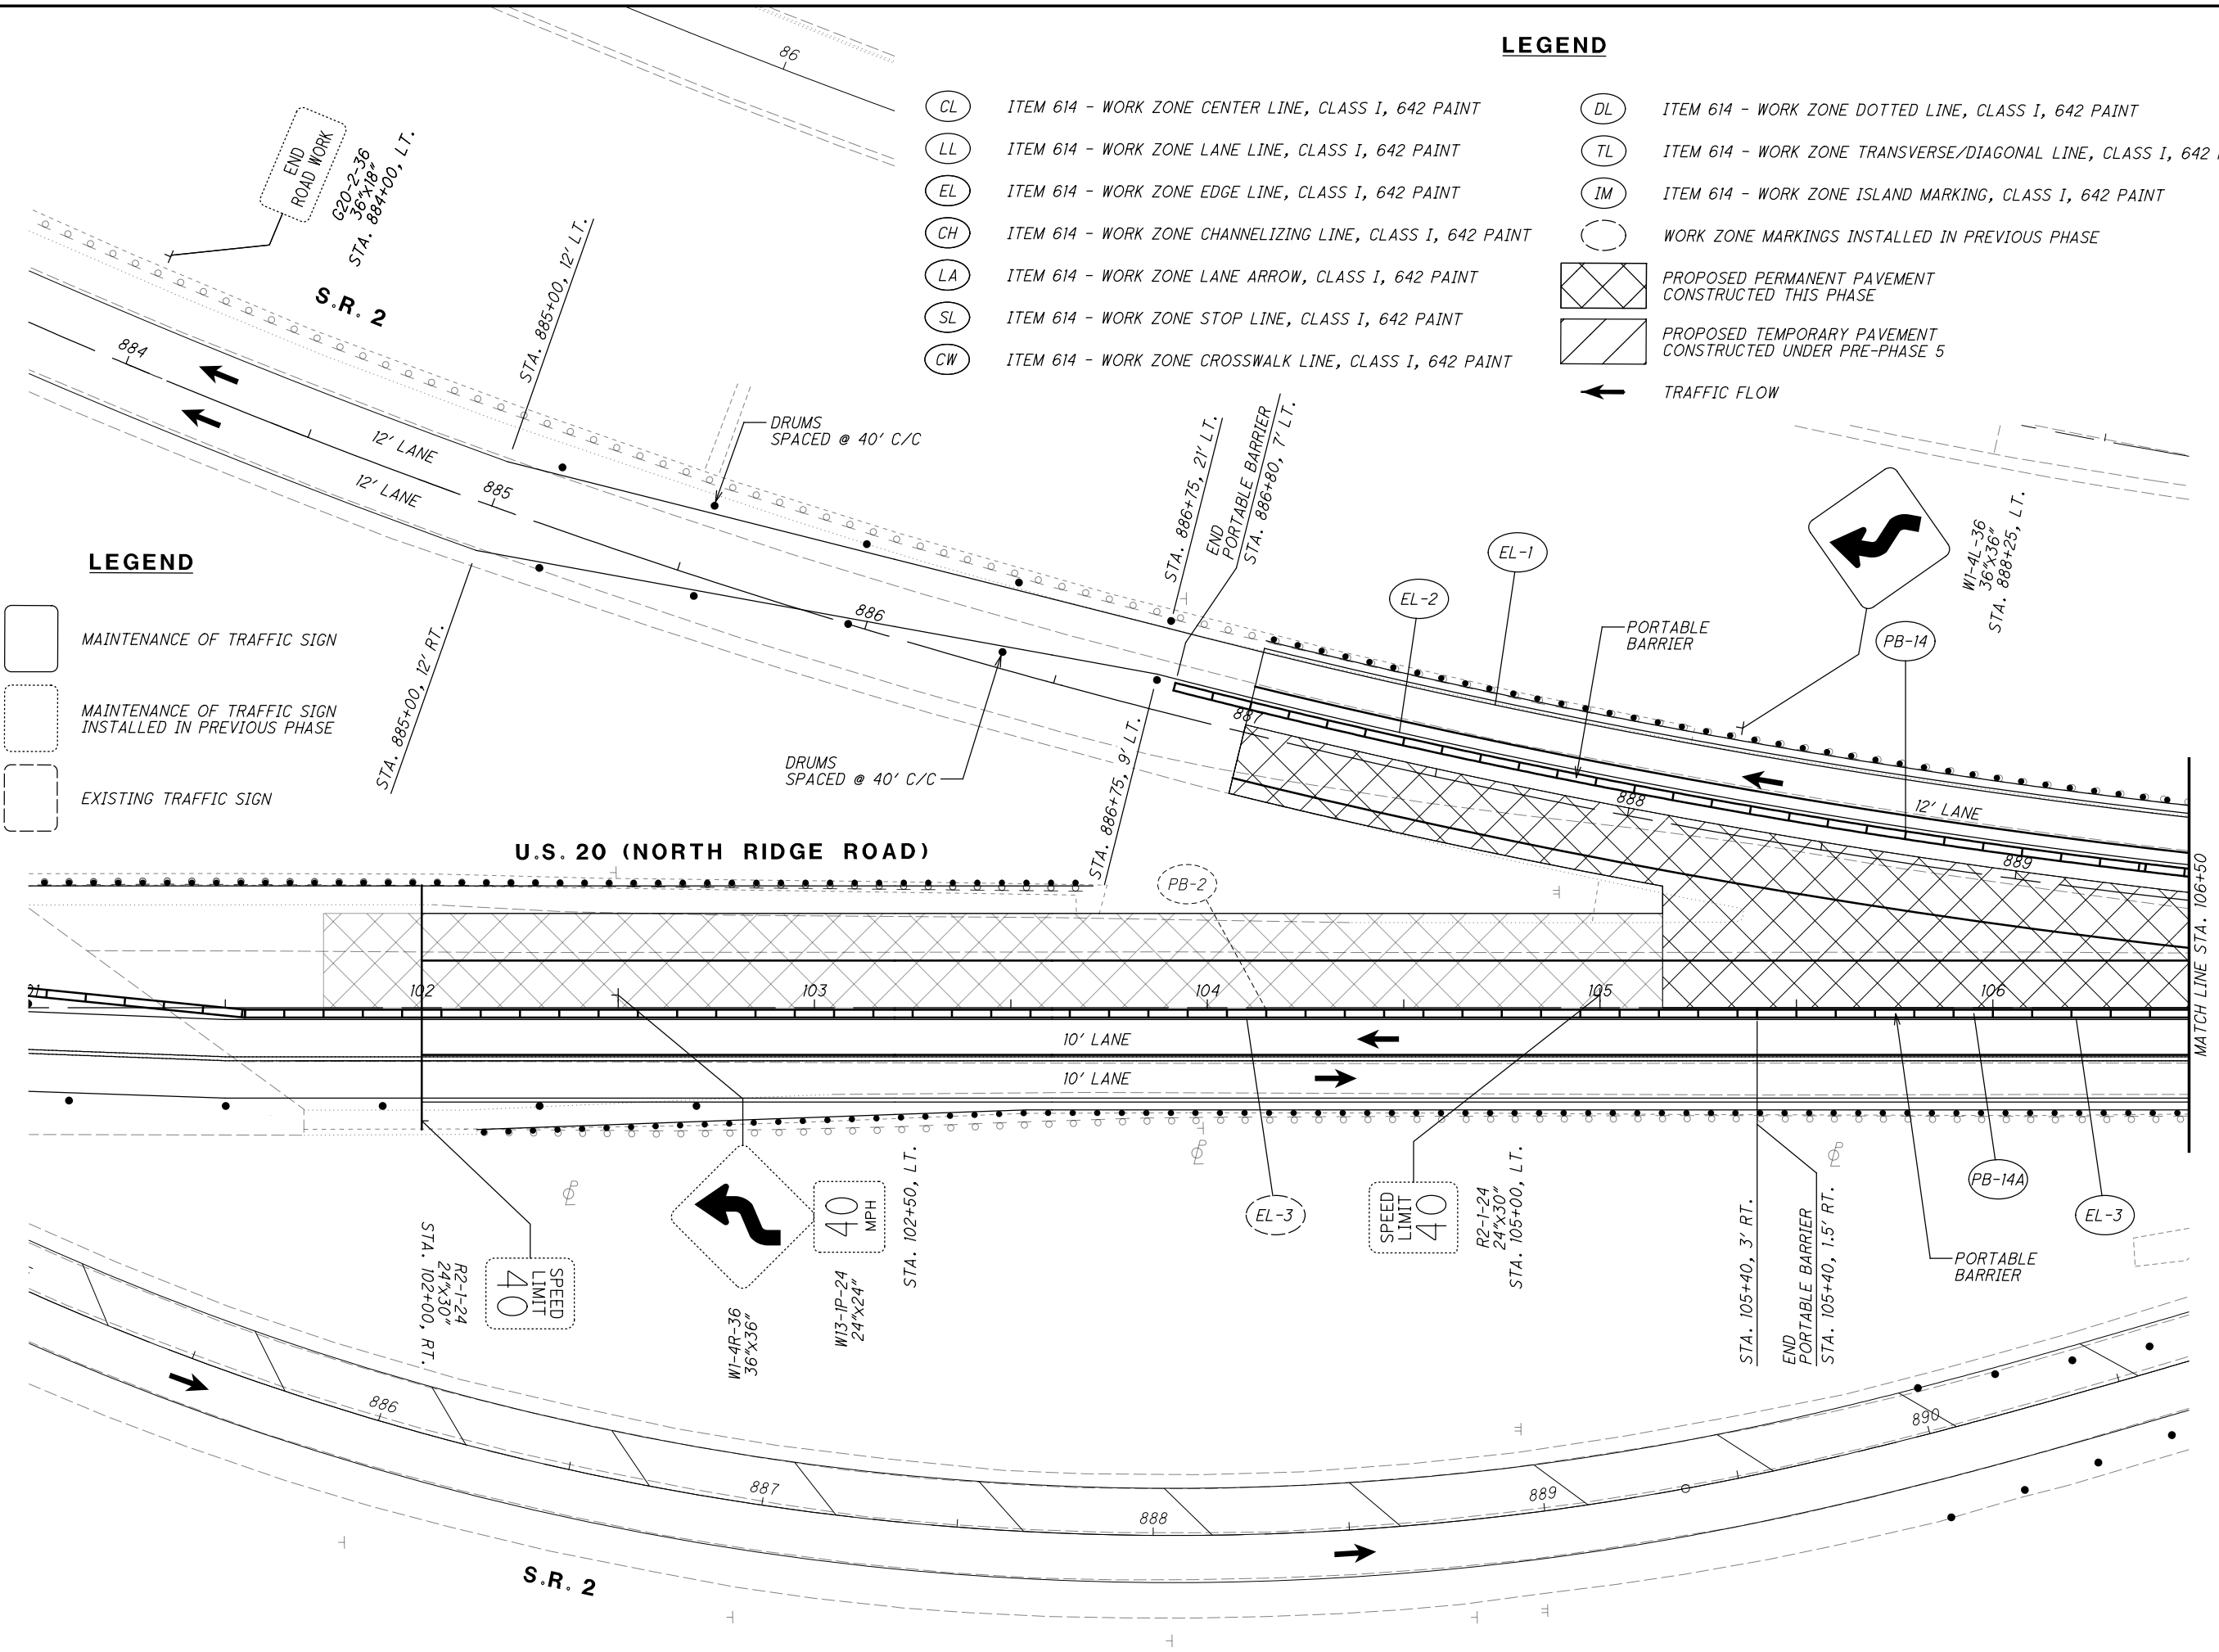 LEGEND
CL ITEM 614 - WORK ZONE CENTER LINE, CLASS I, 642 PAINT
LL ITEM 614 - WORK ZONE LANE LINE, CLASS I, 642 PAINT
EL ITEM 614 - WORK ZONE EDGE LINE, CLASS I, 642 PAINT
CH ITEM 614 - WORK ZONE CHANNELIZING LINE, CLASS I, 642 PAINT
LA ITEM 614 - WORK ZONE LANE ARROW, CLASS I, 642 PAINT
SL ITEM 614 - WORK ZONE STOP LINE, CLASS I, 642 PAINT
CW ITEM 614 - WORK ZONE CROSSWALK LINE, CLASS I, 642 PAINT
DL ITEM 614 - WORK ZONE DOTTED LINE, CLASS I, 642 PAINT
TL ITEM 614 - WORK ZONE TRANSVERSE/DIAGONAL LINE, CLASS I, 642
IM ITEM 614 - WORK ZONE ISLAND MARKING, CLASS I, 642 PAINT
WORK ZONE MARKINGS INSTALLED IN PREVIOUS PHASE
PROPOSED PERMANENT PAVEMENT
CONSTRUCTED THIS PHASE
PROPOSED TEMPORARY PAVEMENT
CONSTRUCTED UNDER PRE-PHASE 5
TRAFFIC FLOW
86
END
ROAD WORK
G20-2-36
36"X18"
STA. 884+00, LT.
S.R. 2
STA. 885+00, 12' LT.
884
12' LANE
12' LANE
885
DRUMS
SPACED @ 40' C/C
STA. 886+75, 21' LT.
END
PORTABLE BARRIER
STA. 886+80, 7' LT.
EL-1
EL-2
PORTABLE
BARRIER
PB-14
W1-4L-36
36"x36"
STA. 888+25, LT.
LEGEND
MAINTENANCE OF TRAFFIC SIGN
MAINTENANCE OF TRAFFIC SIGN
INSTALLED IN PREVIOUS PHASE
EXISTING TRAFFIC SIGN
STA. 885+00, 12' RT.
886
DRUMS
SPACED @ 40' C/C
STA. 886+75, 9' LT.
887
888
12' LANE
889
MATCH LINE STA. 106+50
U.S. 20 (NORTH RIDGE ROAD)
PB-2
102
103
104
105
106
10' LANE
10' LANE
R2-1-24
24"x30"
STA. 102+00, RT.
SPEED
LIMIT
40
W1-4R-36
36"x36"
40
MPH
W13-1P-24
24"x24"
STA. 102+50, LT.
EL-3
SPEED
LIMIT
40
R2-1-24
24"x30"
STA. 105+00, LT.
STA. 105+40, 3' RT.
END
PORTABLE BARRIER
STA. 105+40, 1.5' RT.
PORTABLE
BARRIER
PB-14A
EL-3
886
887
888
889
890
S.R. 2